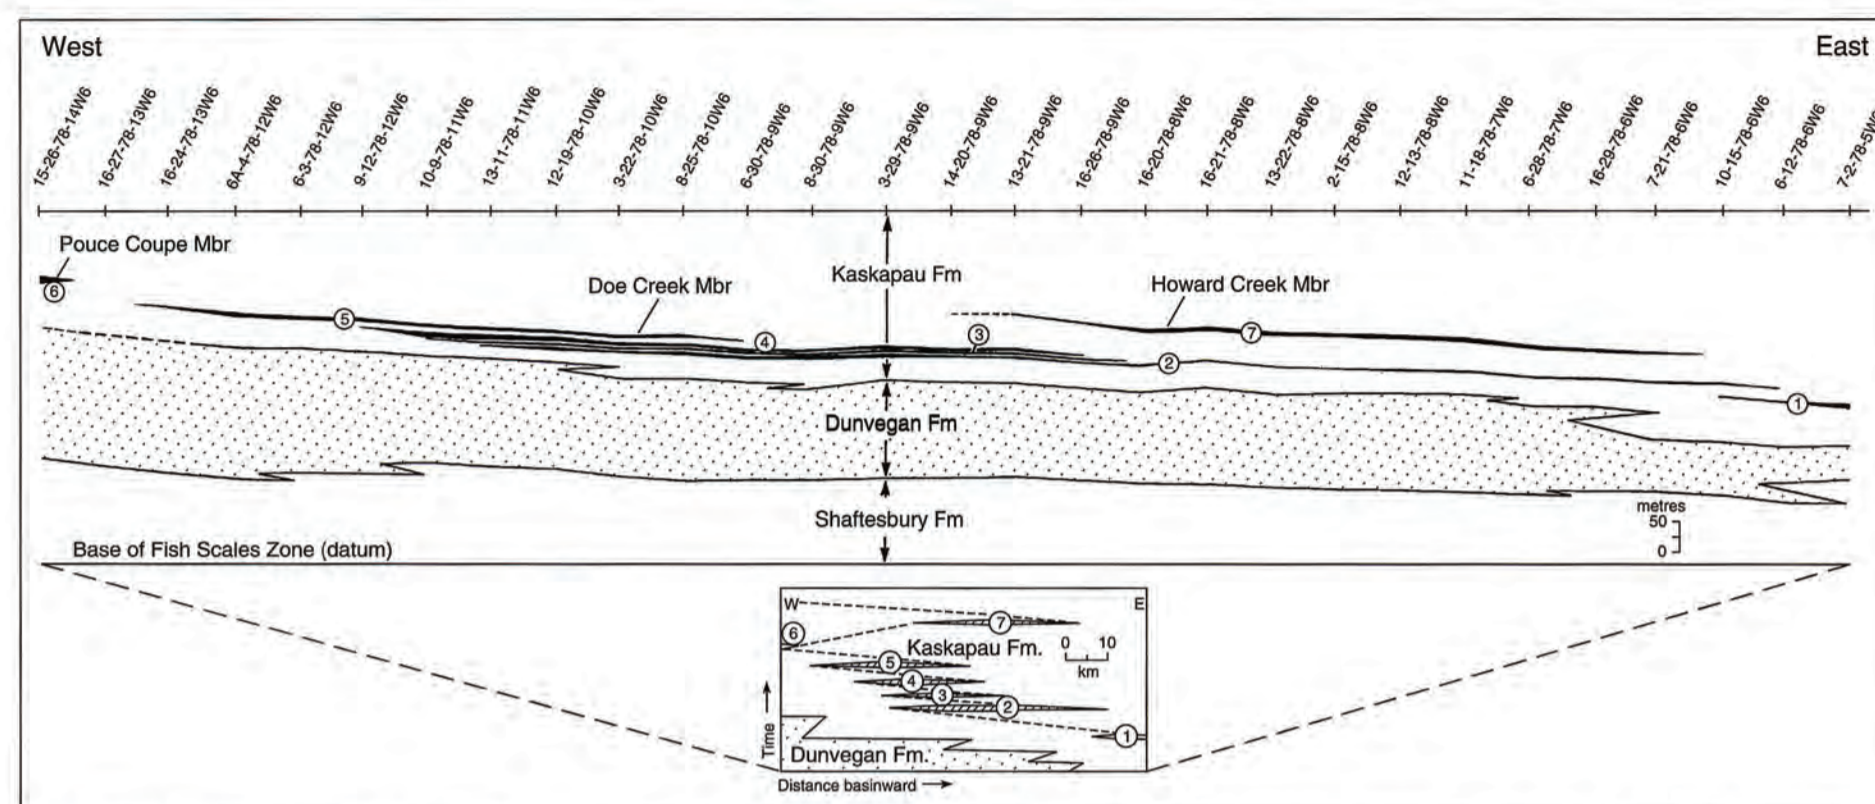 West
East
15-26-78-14W6
16-27-78-13W6
16-24-78-13W6
6A-4-78-12W6
6-3-78-12W6
9-12-78-12W6
10-9-78-11W6
13-11-78-11W6
12-19-78-10W6
3-22-78-10W6
8-25-78-10W6
6-30-78-9W6
8-30-78-9W6
3-29-78-9W6
14-20-78-9W6
13-21-78-9W6
16-26-78-9W6
16-20-78-8W6
16-21-78-8W6
13-22-78-8W6
2-15-78-8W6
12-13-78-8W6
11-18-78-7W6
6-28-78-7W6
16-29-78-6W6
7-21-78-6W6
10-15-78-6W6
6-12-78-6W6
Pouce Coupe Mbr
6
Doe Creek Mbr
Kaskapau Fm
Howard Creek Mbr
5
4
3
7
2
1
Dunvegan Fm
Shaftesbury Fm
metres
50
0
Base of Fish Scales Zone (datum)
W
E
7
6
Kaskapau Fm.
0 10
km
5
4
3
2
1
Time
Dunvegan Fm.
Distance basinward